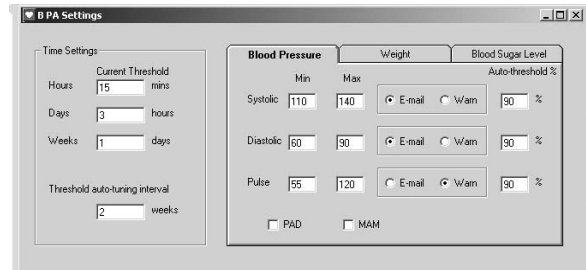 B PA Settings
Time Settings
Current Threshold
Hours 15 mins
Days 3 hours
Weeks 1 days
Threshold auto-tuning interval
2 weeks
Blood Pressure Weight Blood Sugar Level
Min Max Auto-threshold %
Systolic 110 140 E-mail Warn 90 %
Diastolic 60 90 E-mail Warn 90 %
Pulse 55 120 E-mail Warn 90 %
PAD MAM